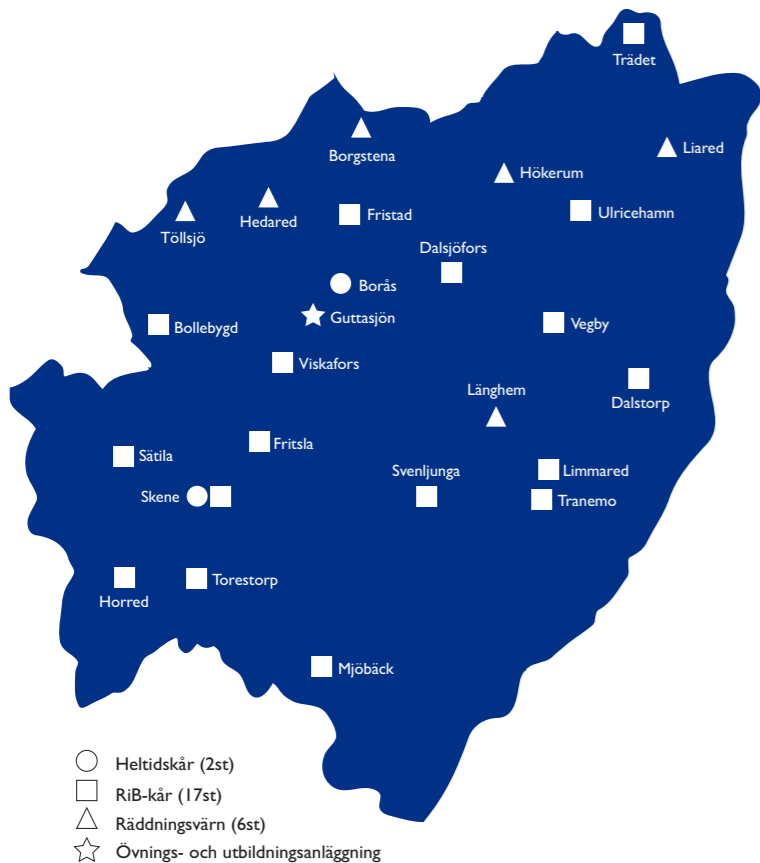 Trädet
Borgstena
Liared
Hökerum
Hedared
Fristad
Ulricehamn
Töllsjö
Dalsjöfors
Borås
Guttasjön
Bollebygd
Vegby
Viskafors
Länghem
Dalstorp
Fritsla
Sätila
Svenljunga
Limmared
Skene
Tranemo
Torestorp
Horred
Mjöbäck
Heltidskår (2st)
RiB-kår (17st)
Räddningsvärn (6st)
Övnings- och utbildningsanläggning